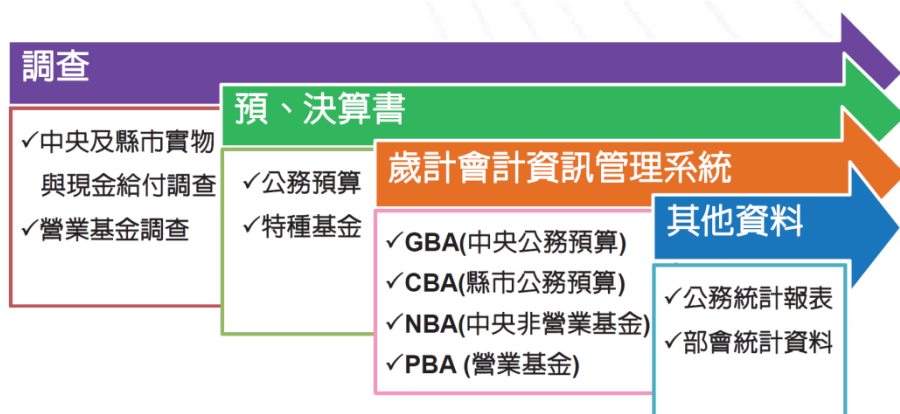 調查
✓中央及縣市實物
與現金給付調查
✓營業基金調查
預、決算書
✓公務預算
✓特種基金
歲計會計資訊管理系統
✓GBA(中央公務預算)
✓CBA(縣市公務預算)
✓NBA(中央非營業基金)
✓PBA (營業基金)
其他資料
✓公務統計報表
✓部會統計資料